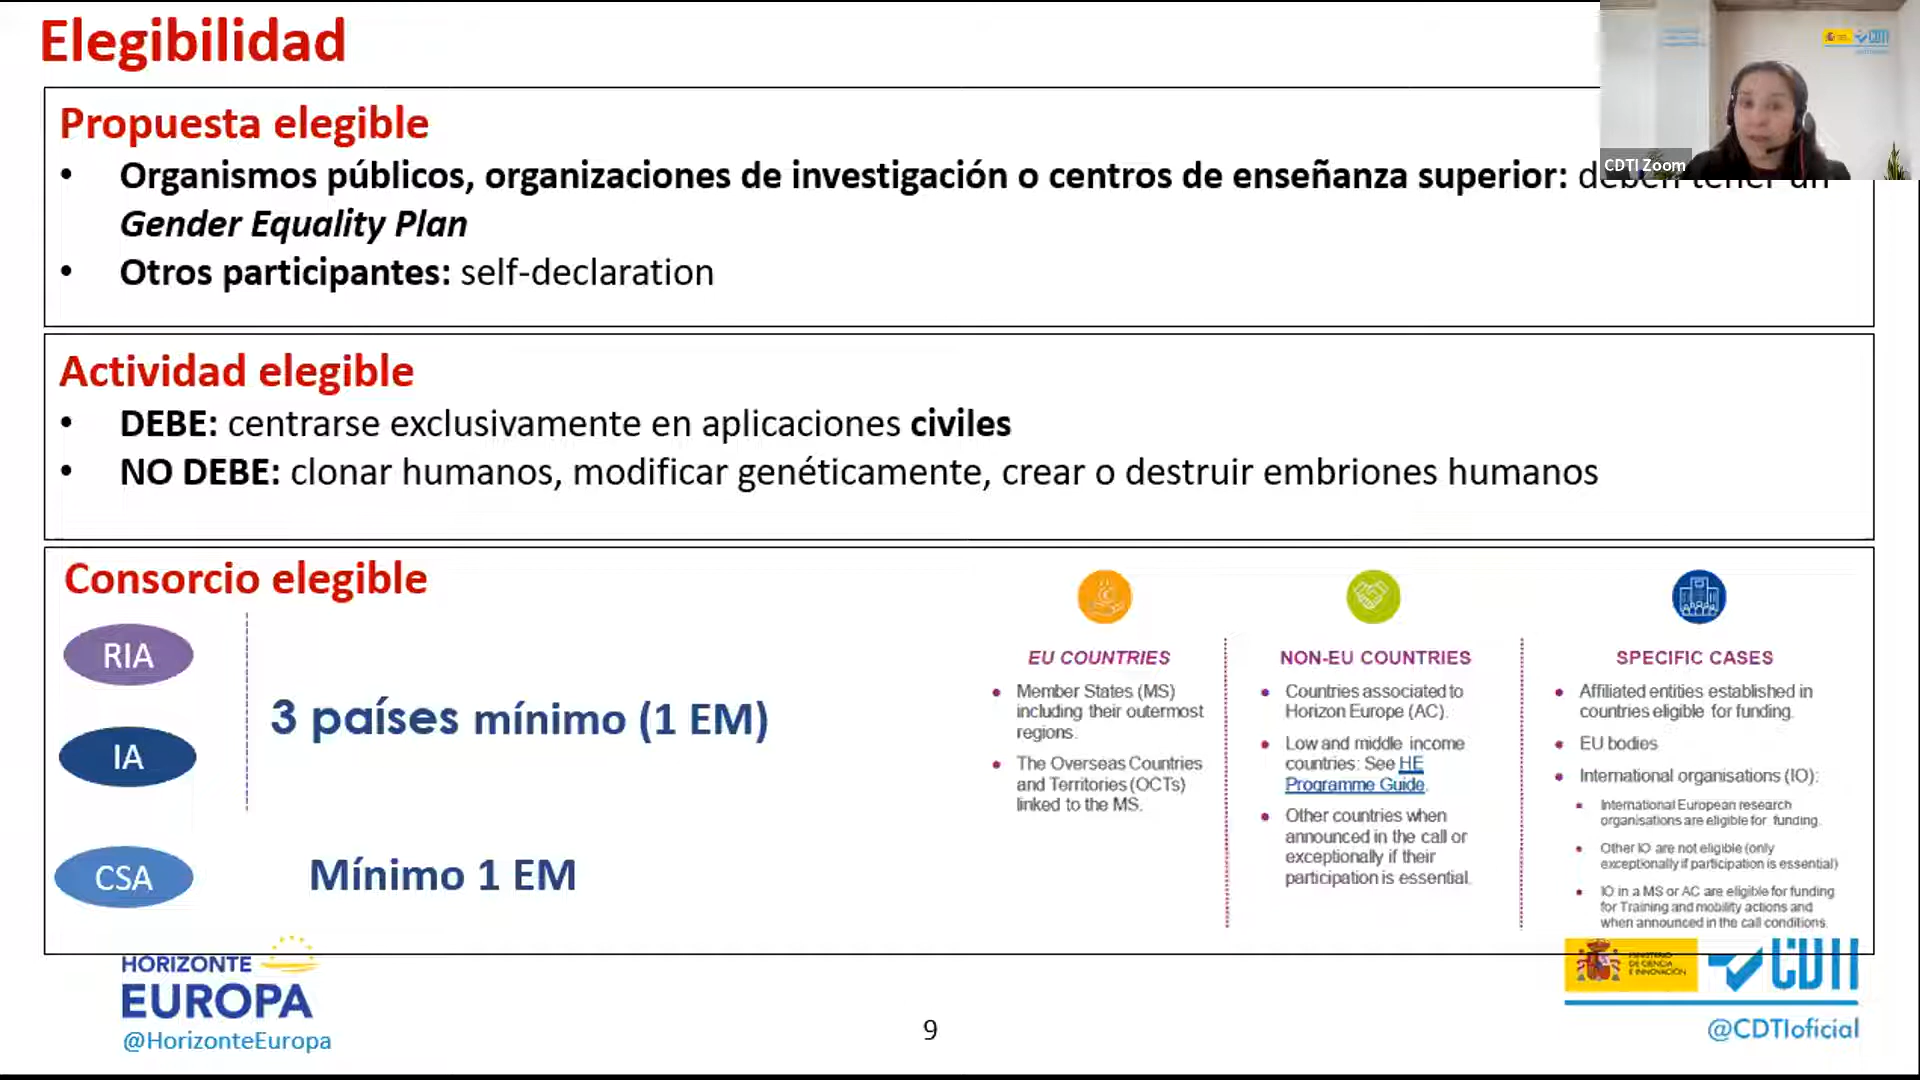 Elegibilidad
CDTI
CDTI Zoom
Propuesta elegible
• Organismos públicos, organizaciones de investigación o centros de enseñanza superior: deben tener un
Gender Equality Plan
• Otros participantes: self-declaration
Actividad elegible
• DEBE: centrarse exclusivamente en aplicaciones civiles
• NO DEBE: clonar humanos, modificar genéticamente, crear o destruir embriones humanos
Consorcio elegible
RIA
IA
3 países mínimo (1 EM)
CSA
Mínimo 1 EM
EU COUNTRIES
• Member States (MS)
including their outermost
regions.
• The Overseas Countries
and Territories (OCTs)
linked to the MS.
NON-EU COUNTRIES
• Countries associated to
Horizon Europe (AC).
• Low and middle income
countries: See HE
Programme Guide.
• Other countries when
announced in the call or
exceptionally if their
participation is essential.
SPECIFIC CASES
• Affiliated entities established in
countries eligible for funding.
• EU bodies
• International organisations (IO):
• International European research
organisations are eligible for funding.
• Other IO are not eligible (only
exceptionally if participation is essential)
• IO in a MS or AC are eligible for funding
for Training and mobility actions and
when announced in the call conditions.
HORIZONTE
EUROPA
@HorizonteEuropa
9
MINISTERIO
DE CIENCIA
E INNOVACIÓN
CDTI
@CDTIoficial